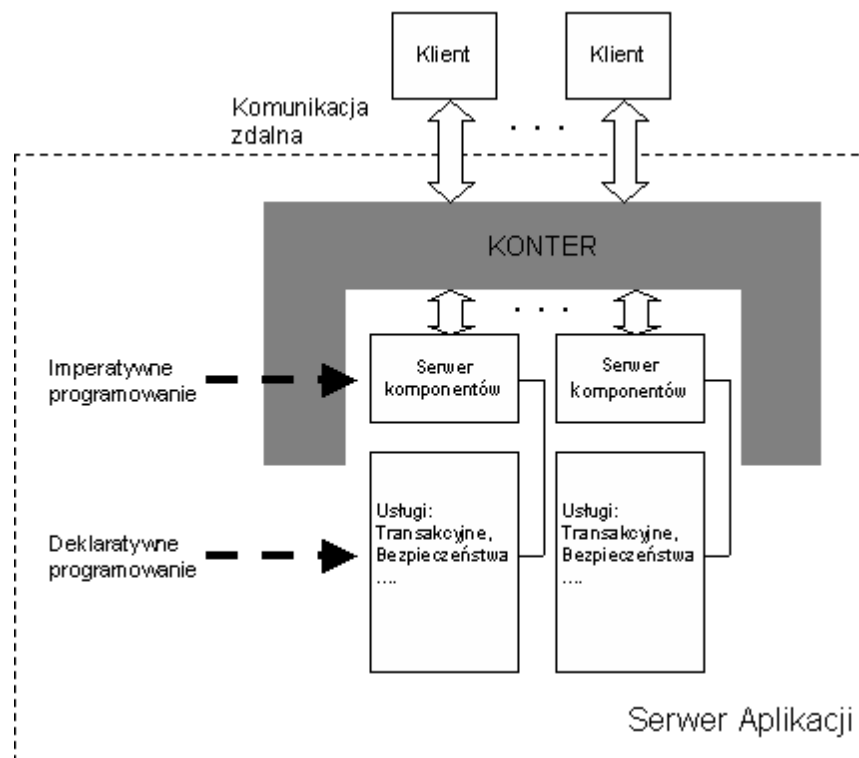 Klient
Klient
Komunikacja
zdalna
. . .
KONTER
. . .
Imperatywne
programowanie
Serwer
komponentów
Serwer
komponentów
Deklaratywne
programowanie
Usługi:
Transakcyjne,
Bezpieczeństwa
....
Usługi:
Transakcyjne,
Bezpieczeństwa
....
Serwer Aplikacji